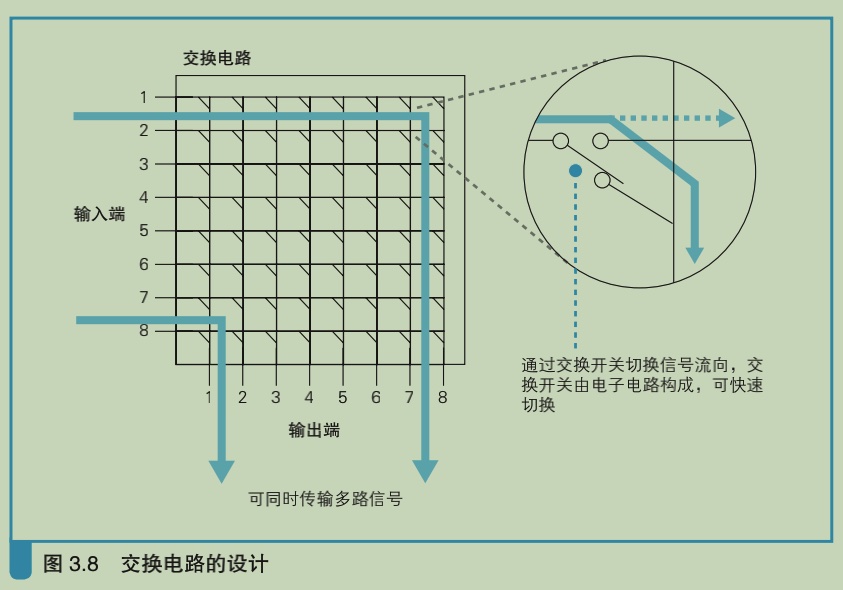 交换电路
1
2
3
4
输入端
5
6
7
8
1 2 3 4 5 6 7 8
输出端
可同时传输多路信号
通过交换开关切换信号流向，交
换开关由电子电路构成，可快速
切换
图 3.8 交换电路的设计